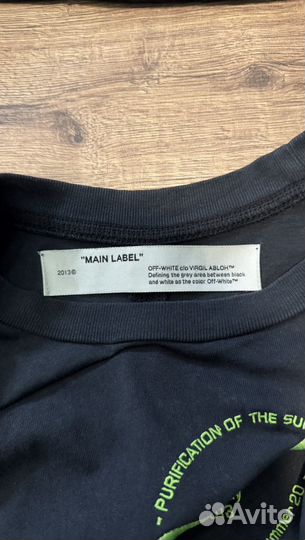 "MAIN LABEL"
2013©
OFF-WHITE c/o VIRGIL ABLOH™
Defining the grey area between black
and white as the color Off-White™
- PURIFICATION OF THE
20
Avito